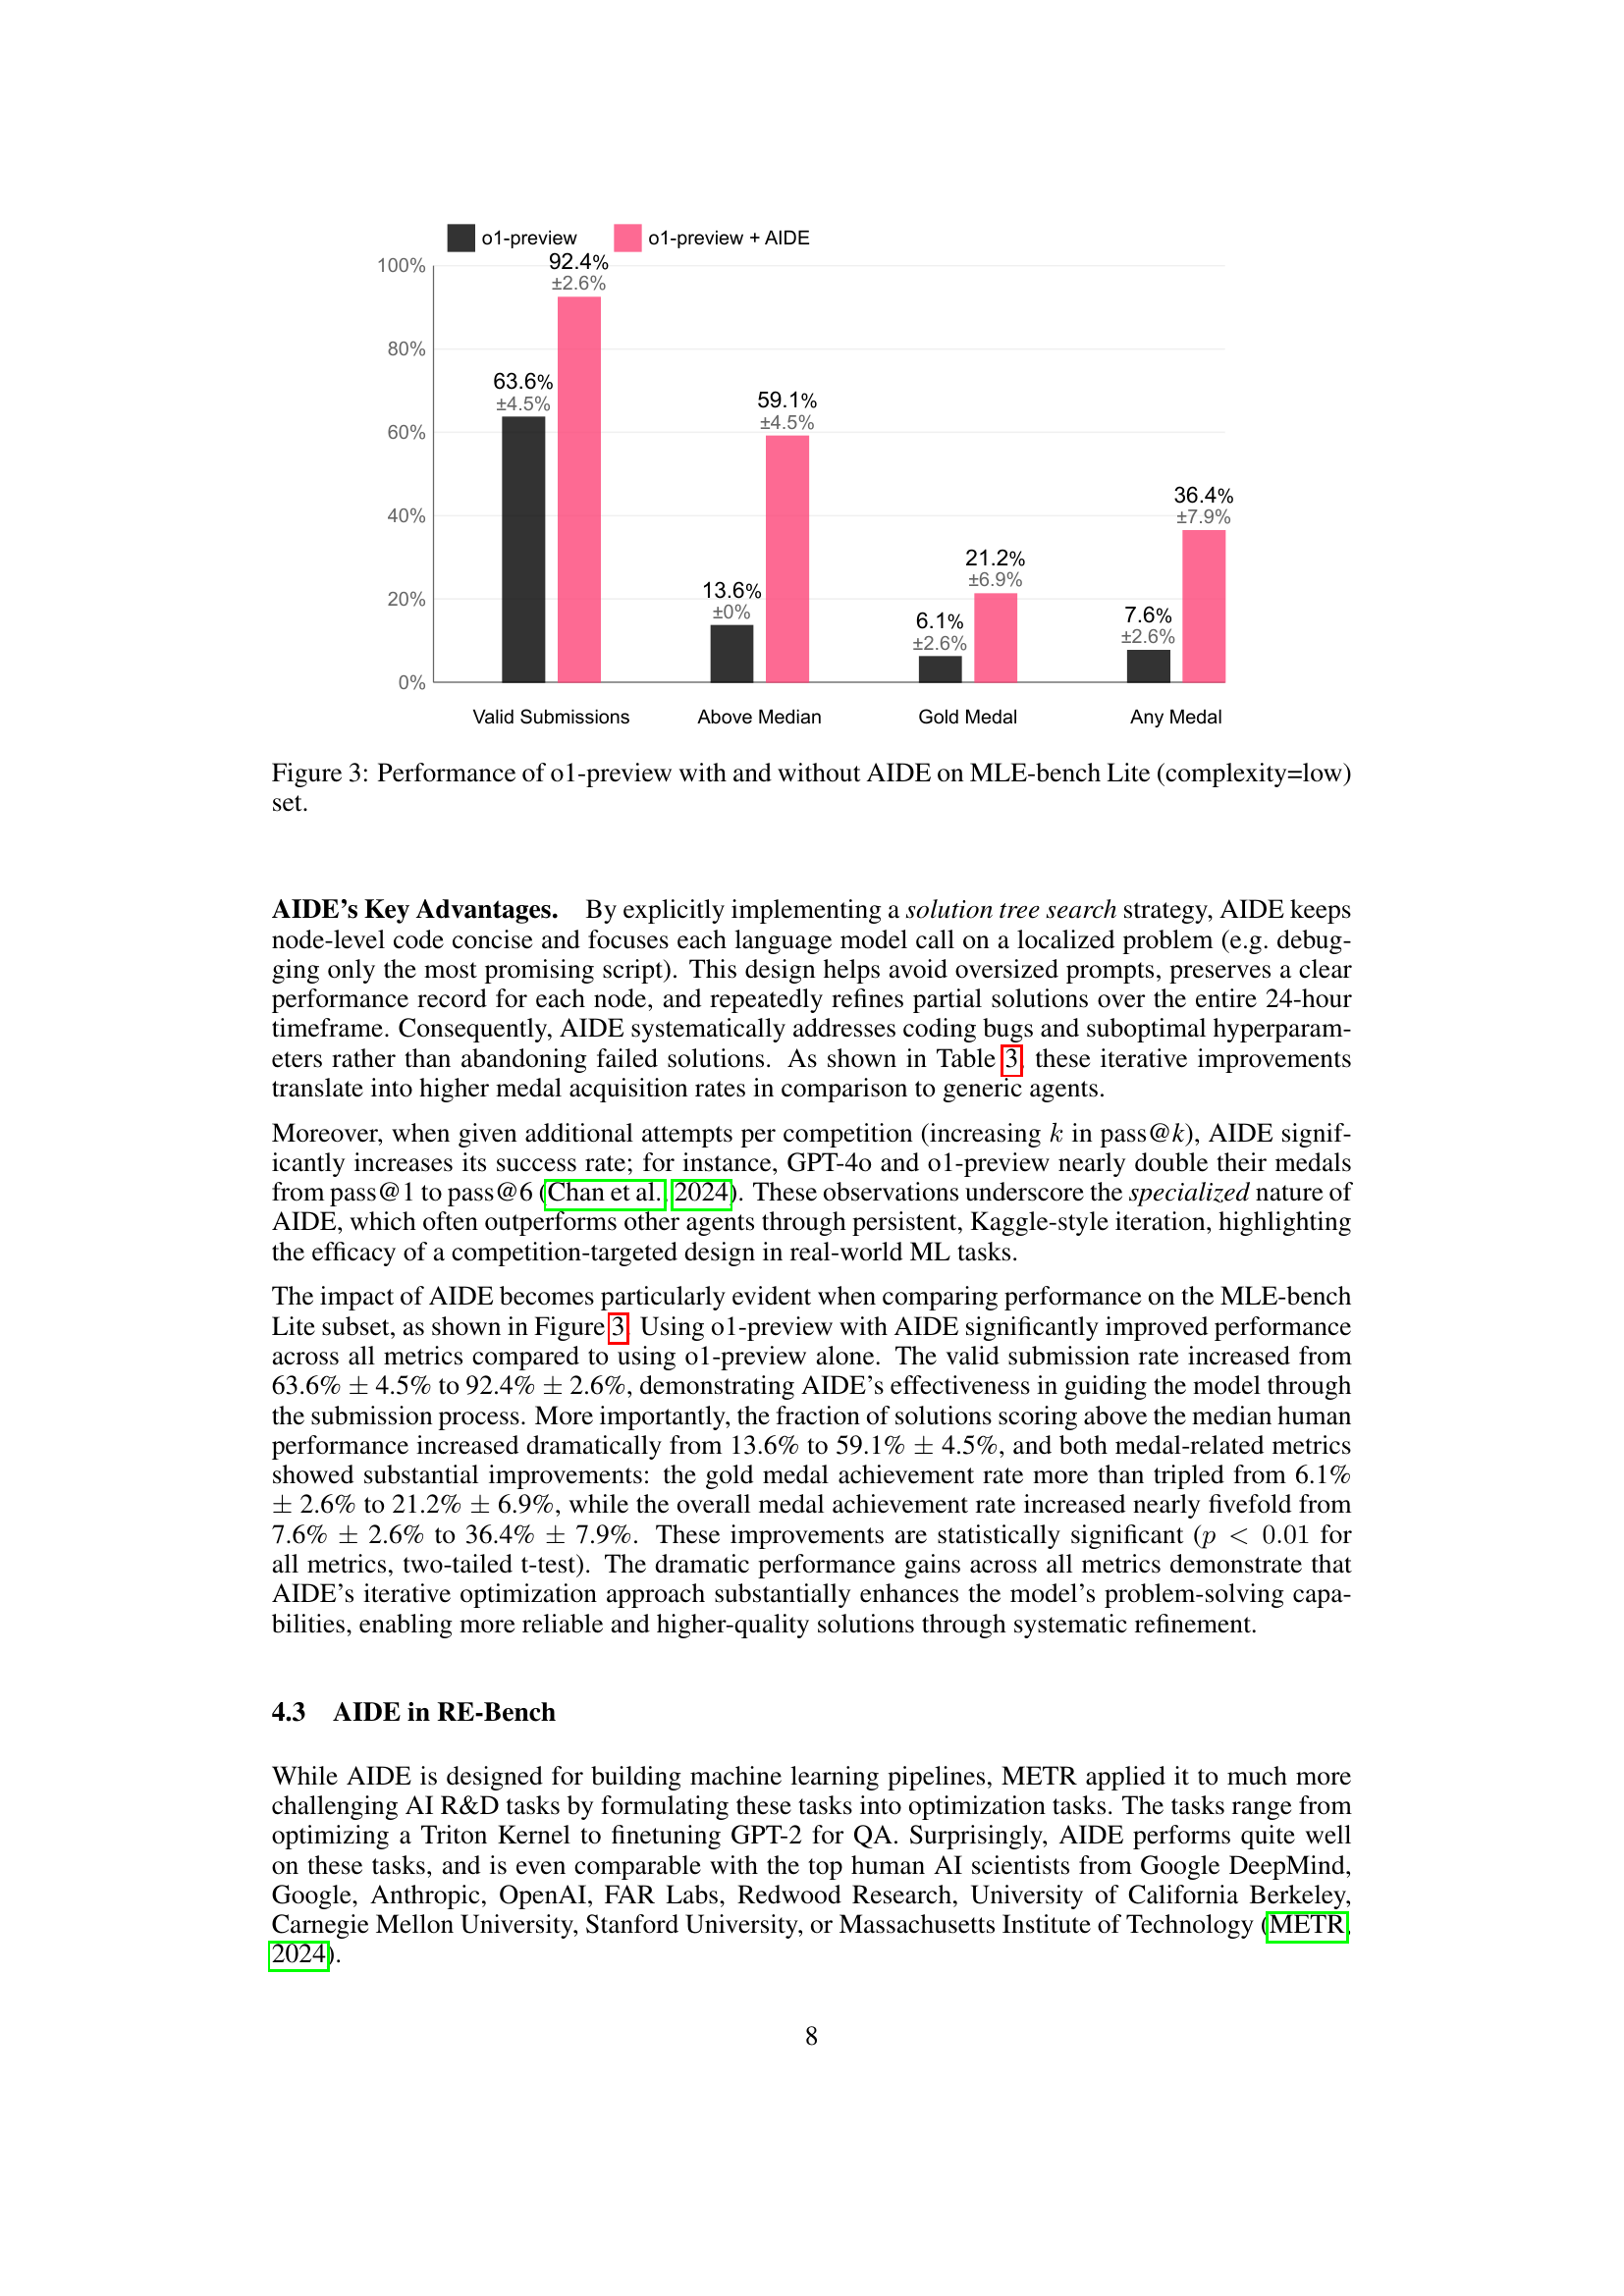 o1-preview o1-preview + AIDE
100%
80%
60%
40%
20%
0%
63.6%
±4.5%
92.4%
±2.6%
13.6%
±0%
59.1%
±4.5%
6.1%
±2.6%
21.2%
±6.9%
7.6%
±2.6%
36.4%
±7.9%
Valid Submissions Above Median Gold Medal Any Medal
Figure 3: Performance of o1-preview with and without AIDE on MLE-bench Lite (complexity=low)
set.
AIDE's Key Advantages. By explicitly implementing a solution tree search strategy, AIDE keeps
node-level code concise and focuses each language model call on a localized problem (e.g. debug-
ging only the most promising script). This design helps avoid oversized prompts, preserves a clear
performance record for each node, and repeatedly refines partial solutions over the entire 24-hour
timeframe. Consequently, AIDE systematically addresses coding bugs and suboptimal hyperparam-
eters rather than abandoning failed solutions. As shown in Table 3, these iterative improvements
translate into higher medal acquisition rates in comparison to generic agents.
Moreover, when given additional attempts per competition (increasing k in pass@k), AIDE signif-
icantly increases its success rate; for instance, GPT-4o and o1-preview nearly double their medals
from pass@1 to pass@6 (Chan et al., 2024). These observations underscore the specialized nature of
AIDE, which often outperforms other agents through persistent, Kaggle-style iteration, highlighting
the efficacy of a competition-targeted design in real-world ML tasks.
The impact of AIDE becomes particularly evident when comparing performance on the MLE-bench
Lite subset, as shown in Figure 3. Using o1-preview with AIDE significantly improved performance
across all metrics compared to using o1-preview alone. The valid submission rate increased from
63.6% ± 4.5% to 92.4% ± 2.6%, demonstrating AIDE's effectiveness in guiding the model through
the submission process. More importantly, the fraction of solutions scoring above the median human
performance increased dramatically from 13.6% to 59.1% ± 4.5%, and both medal-related metrics
showed substantial improvements: the gold medal achievement rate more than tripled from 6.1%
± 2.6% to 21.2% ± 6.9%, while the overall medal achievement rate increased nearly fivefold from
7.6% ± 2.6% to 36.4% ± 7.9%. These improvements are statistically significant (p < 0.01 for
all metrics, two-tailed t-test). The dramatic performance gains across all metrics demonstrate that
AIDE's iterative optimization approach substantially enhances the model's problem-solving capa-
bilities, enabling more reliable and higher-quality solutions through systematic refinement.
4.3 AIDE in RE-Bench
While AIDE is designed for building machine learning pipelines, METR applied it to much more
challenging AI R&D tasks by formulating these tasks into optimization tasks. The tasks range from
optimizing a Triton Kernel to finetuning GPT-2 for QA. Surprisingly, AIDE performs quite well
on these tasks, and is even comparable with the top human AI scientists from Google DeepMind,
Google, Anthropic, OpenAI, FAR Labs, Redwood Research, University of California Berkeley,
Carnegie Mellon University, Stanford University, or Massachusetts Institute of Technology (METR,
2024).
8